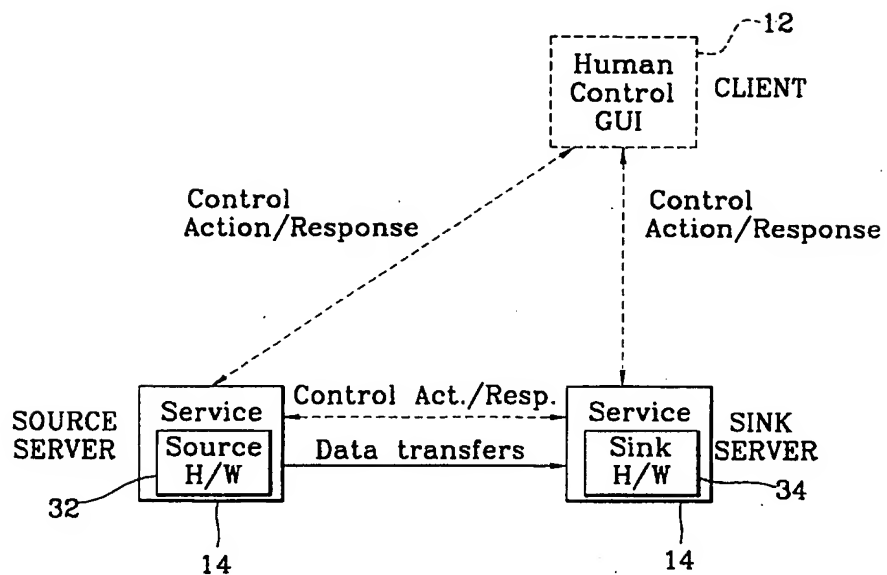 12
Human
Control
GUI
CLIENT
Control
Action/Response
Control
Action/Response
SOURCE
SERVER
Service
Source
H/W
Control Act./Resp.
Data transfers
Service
Sink
H/W
SINK
SERVER
32
14
34
14